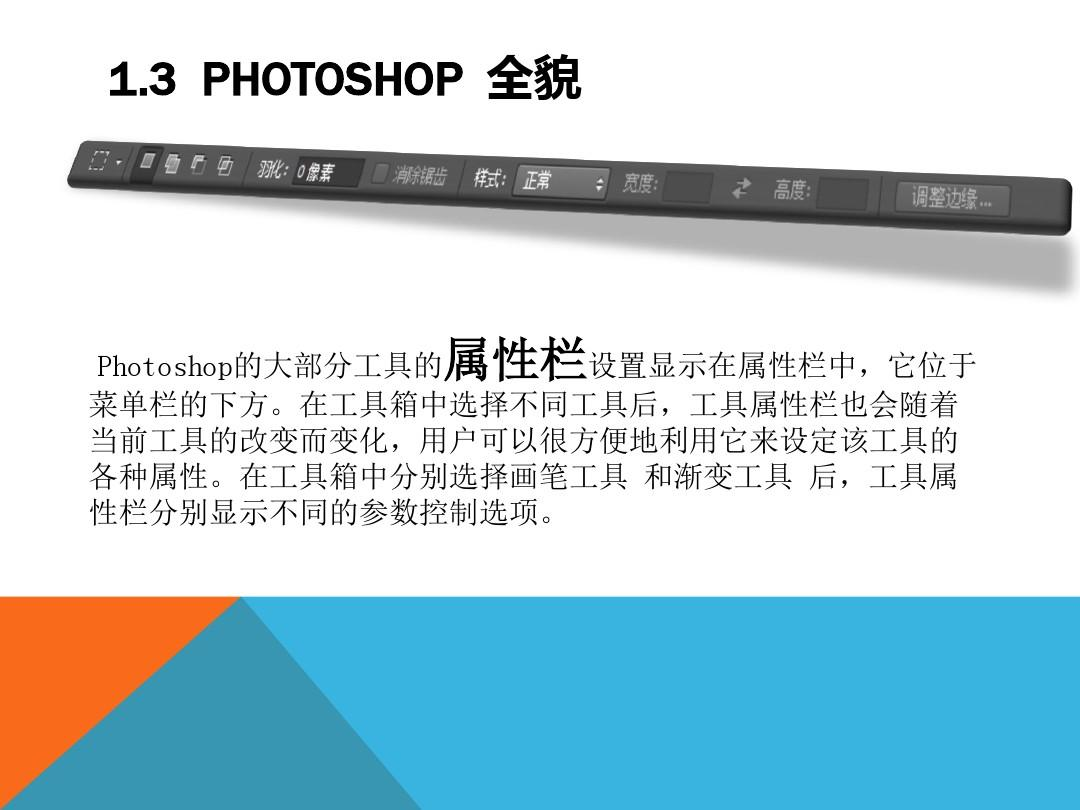 1.3 PHOTOSHOP 全貌
羽化: 0 像素 消除锯齿 样式: 正常 宽度: 高度: 调整边缘...
Photoshop的大部分工具的属性栏设置显示在属性栏中，它位于
菜单栏的下方。在工具箱中选择不同工具后，工具属性栏也会随着
当前工具的改变而变化，用户可以很方便地利用它来设定该工具的
各种属性。在工具箱中分别选择画笔工具 和渐变工具 后，工具属
性栏分别显示不同的参数控制选项。